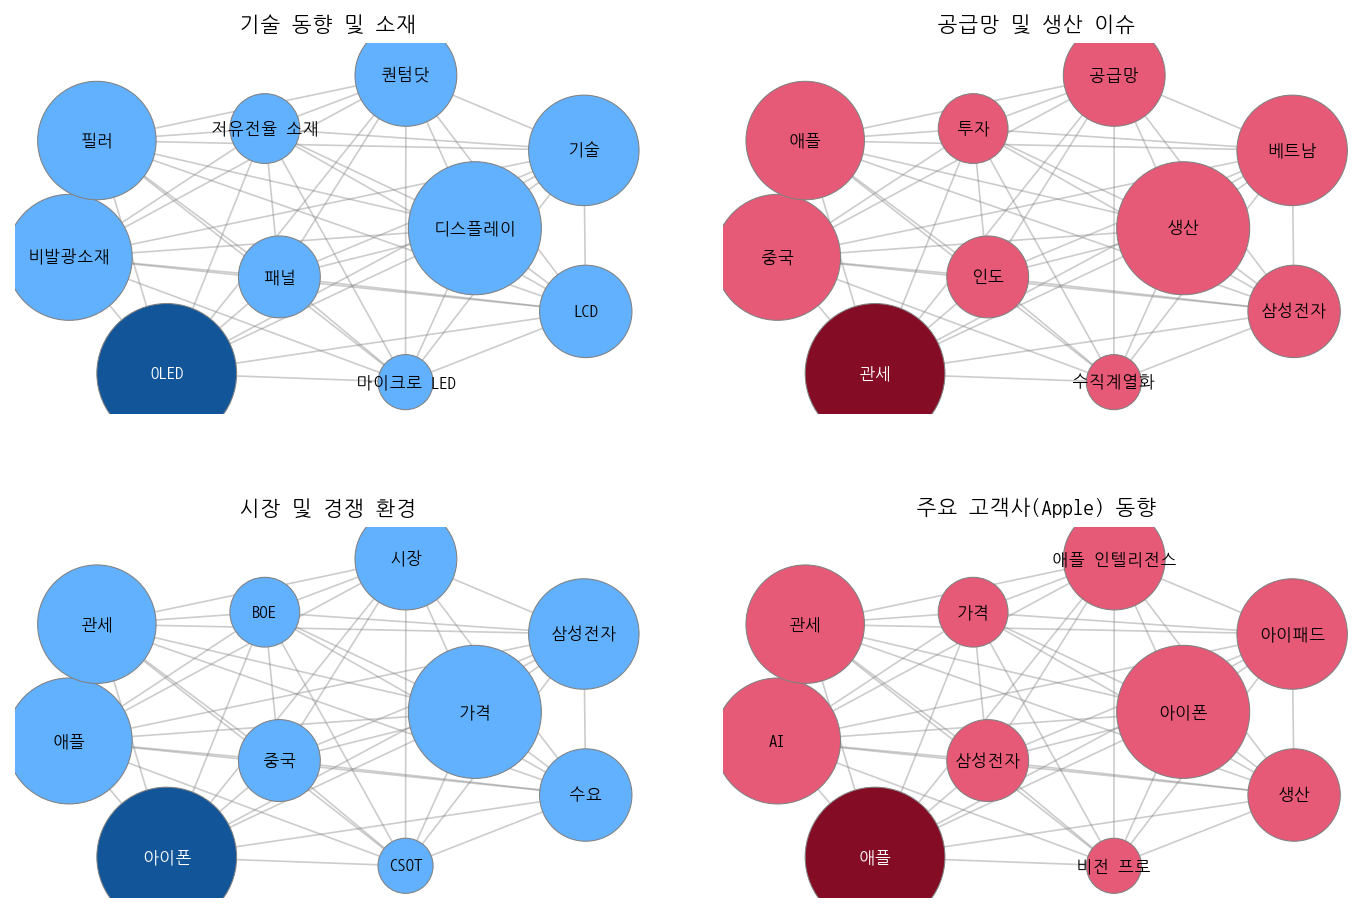 기술 동향 및 소재
퀀텀닷
저유전율 소재
필러
기술
디스플레이
비발광소재
패널
LCD
OLED
마이크로 LED
공급망 및 생산 이슈
공급망
투자
애플
베트남
생산
중국
인도
삼성전자
관세
수직계열화
시장 및 경쟁 환경
시장
BOE
관세
삼성전자
가격
애플
중국
수요
아이폰
CSOT
주요 고객사(Apple) 동향
애플 인텔리전스
가격
관세
아이패드
아이폰
AI
삼성전자
생산
애플
비전 프로